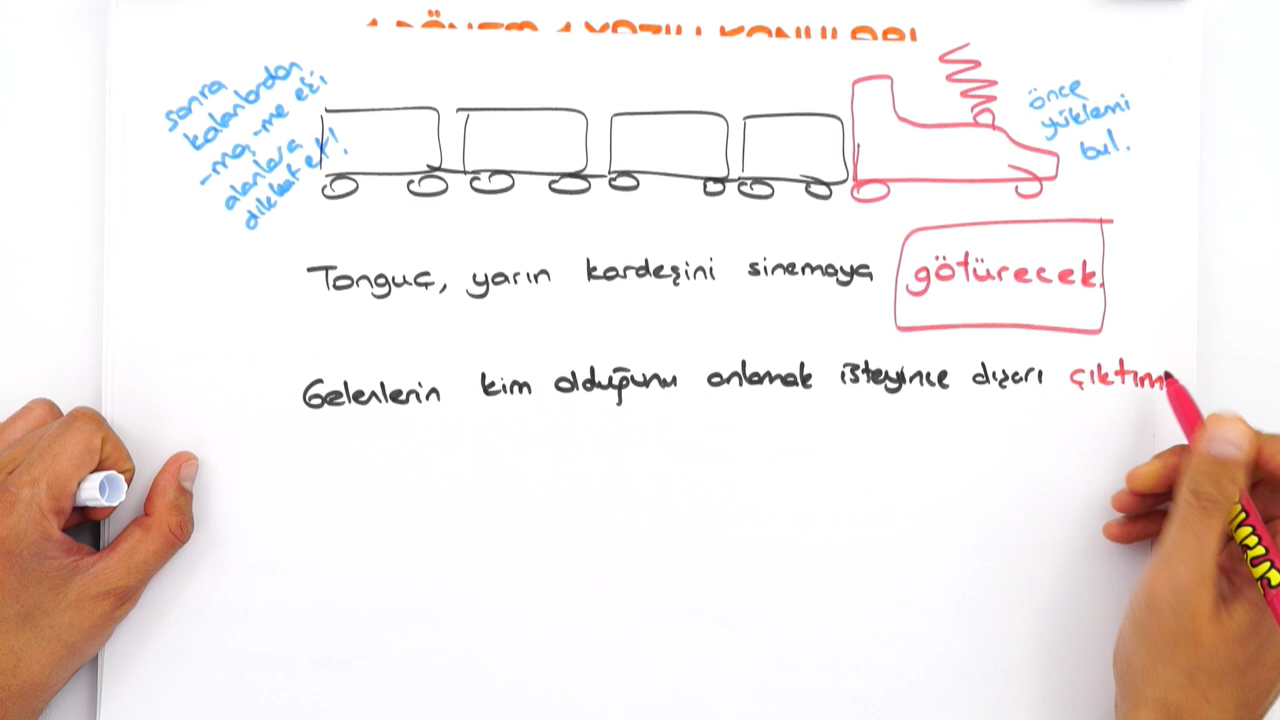 sonra
kalanlardan
-ma, -me eki
alanlara
dikkat et!
önce
yüklemi
bul.
Tonguç, yarın kardeşini sinemaya götürecek.
Gelenlerin kim olduğunu anlamak isteyince dışarı çıktım